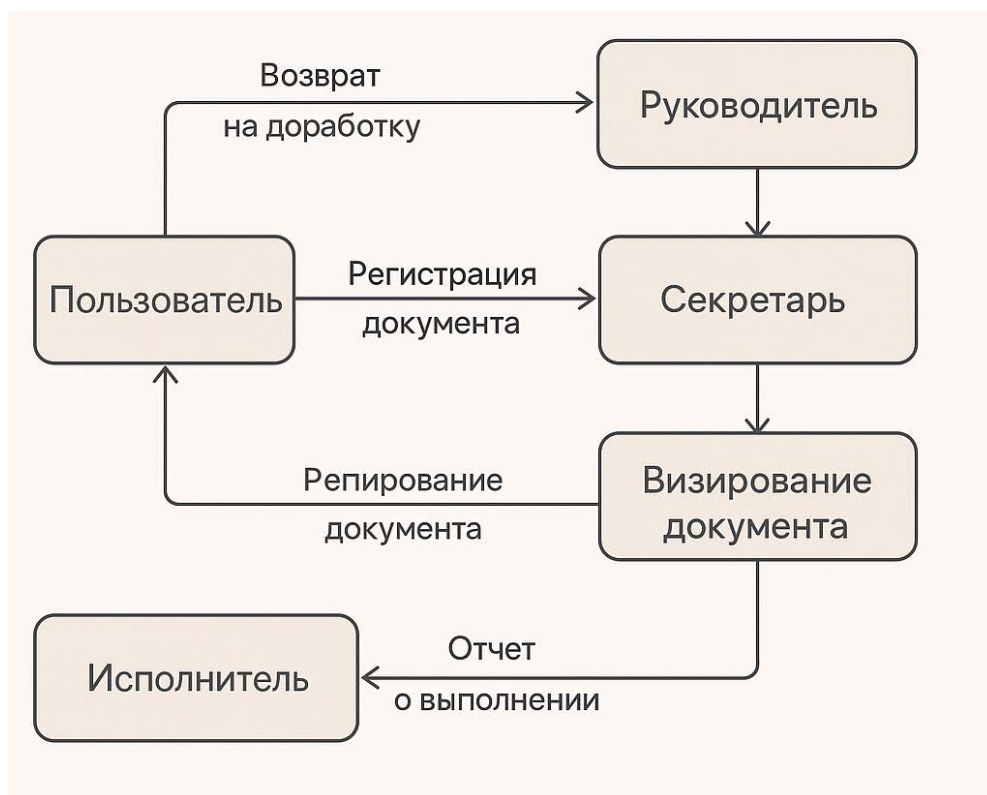 Возврат
на доработку
Руководитель
Пользователь
Регистрация
документа
Секретарь
Репирование
документа
Визирование
документа
Исполнитель
Отчет
о выполнении